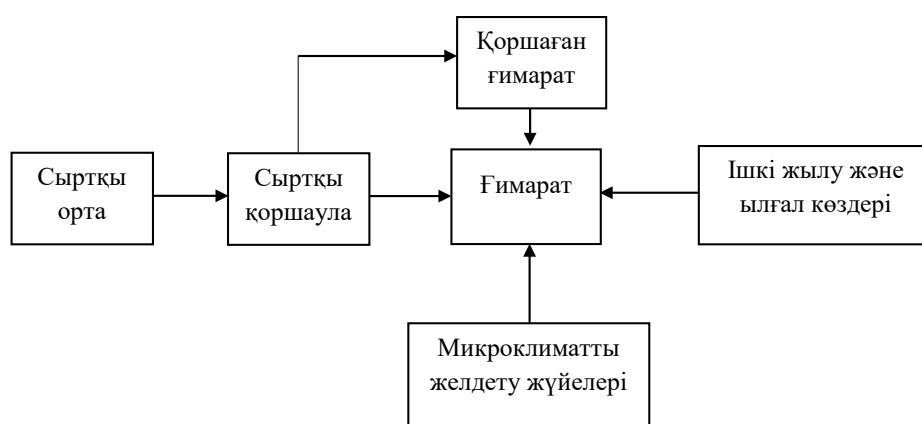 Қоршаған
ғимарат
Сыртқы
орта
Сыртқы
қоршаула
Ғимарат
Ішкі жылу және
ылғал көздері
Микроклиматты
желдету жүйелері